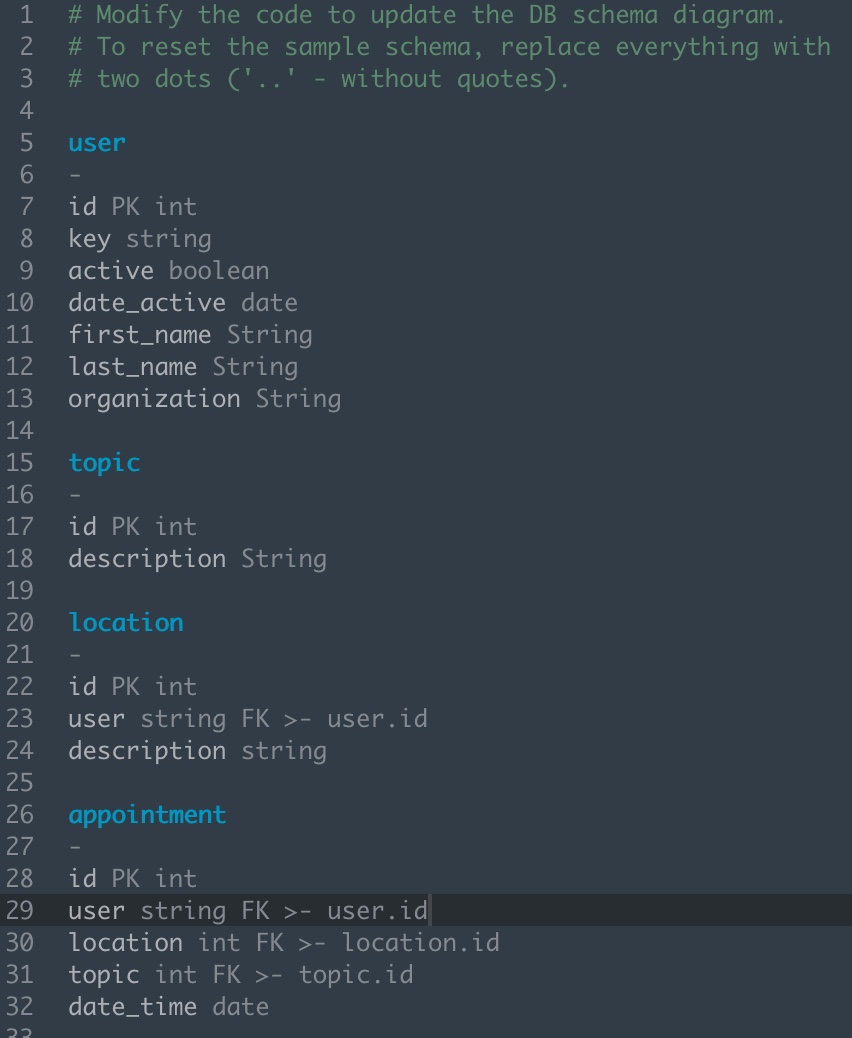 1 # Modify the code to update the DB schema diagram.
2 # To reset the sample schema, replace everything with
3 # two dots ('..' - without quotes).
4
5 user
6 -
7 id PK int
8 key string
9 active boolean
10 date_active date
11 first_name String
12 last_name String
13 organization String
14
15 topic
16 -
17 id PK int
18 description String
19
20 location
21 -
22 id PK int
23 user string FK >- user.id
24 description string
25
26 appointment
27 -
28 id PK int
29 user string FK >- user.id
30 location int FK >- location.id
31 topic int FK >- topic.id
32 date_time date
33